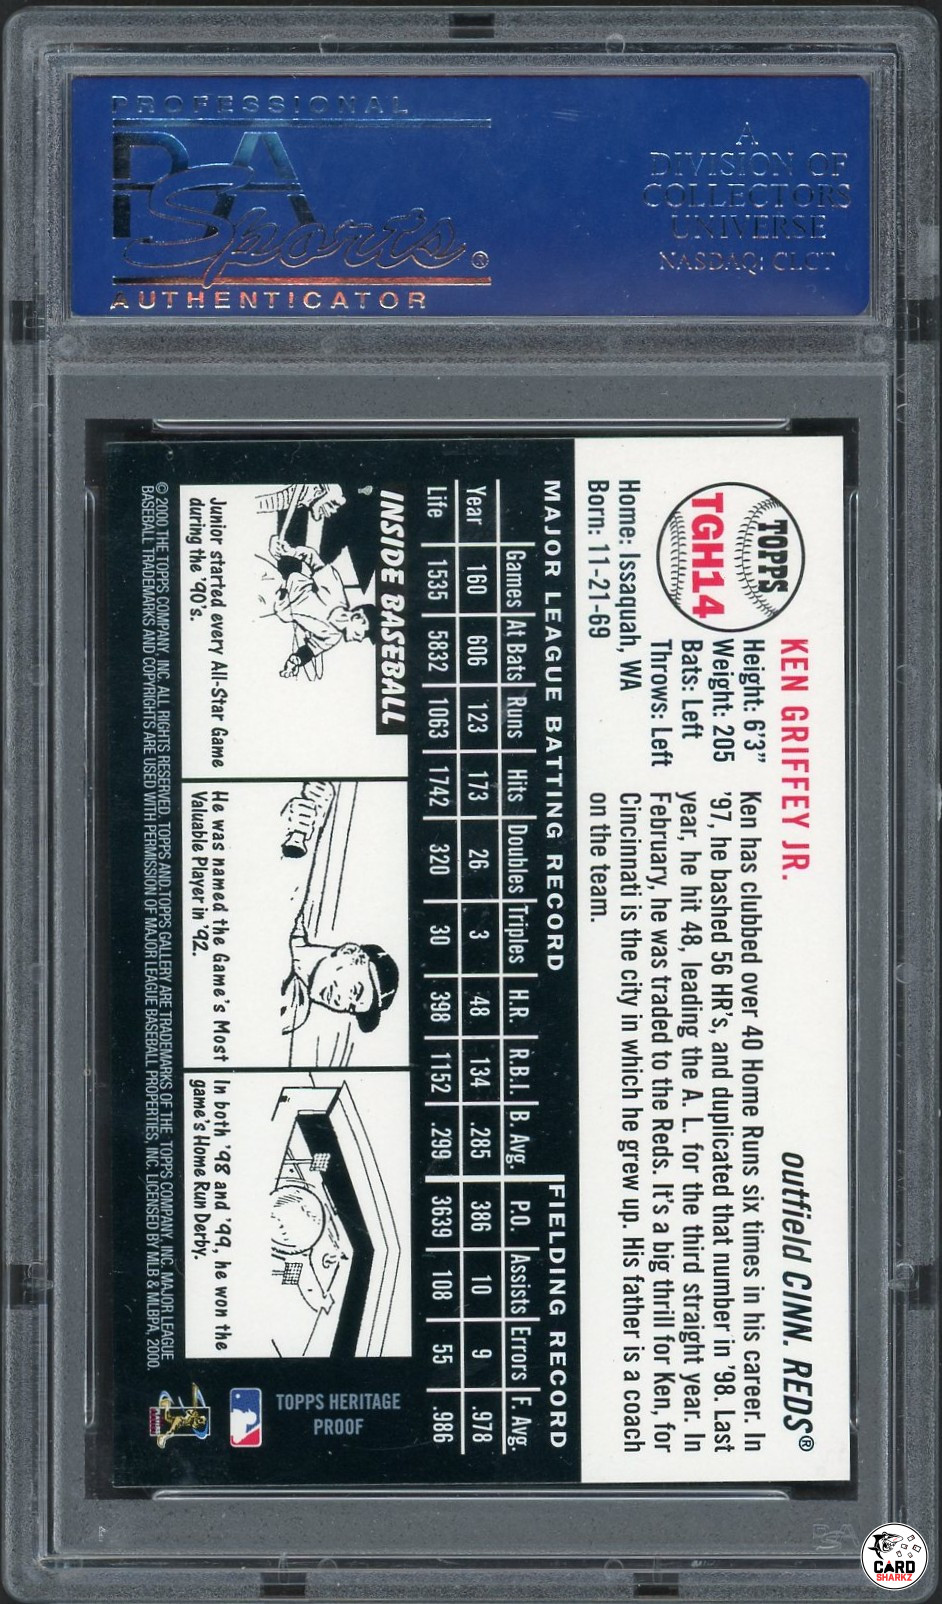 PROFESSIONAL
PSA
Sports®
AUTHENTICATOR
A
DIVISION OF
COLLECTORS
UNIVERSE
NASDAQ: CLCT
TOPPS
TGH14
KEN GRIFFEY JR.
outfield CINN. REDS®
Height: 6'3"
Weight: 205
Bats: Left
Throws: Left
Home: Issaquah, WA
Born: 11-21-69
Ken has clubbed over 40 Home Runs six times in his career. In
'97, he bashed 56 HR's, and duplicated that number in '98. Last
year, he hit 48, leading the A. L. for the third straight year. In
February, he was traded to the Reds. It's a big thrill for Ken, for
Cincinnati is the city in which he grew up. His father is a coach
on the team.
MAJOR LEAGUE BATTING RECORD FIELDING RECORD
Games At Bats Runs Hits Doubles Triples H.R. R.B.I. B. Avg. P.O. Assists Errors F. Avg.
Year 160 606 123 173 26 3 48 134 .285 386 10 9 .978
Life 1535 5832 1063 1742 320 30 398 1152 .299 3639 108 55 .986
INSIDE BASEBALL
Junior started every All-Star Game
during the '90's.
He was named the Game's Most
Valuable Player in '92.
In both '98 and '99, he won the
game's Home Run Derby.
TOPPS HERITAGE
PROOF
© 2000 THE TOPPS COMPANY, INC. ALL RIGHTS RESERVED. TOPPS AND TOPPS GALLERY ARE TRADEMARKS OF THE TOPPS COMPANY, INC. MAJOR LEAGUE
BASEBALL TRADEMARKS AND COPYRIGHTS ARE USED WITH PERMISSION OF MAJOR LEAGUE BASEBALL PROPERTIES, INC. LICENSED BY MLB & MLBPA, 2000.
CARD
SHARKZ